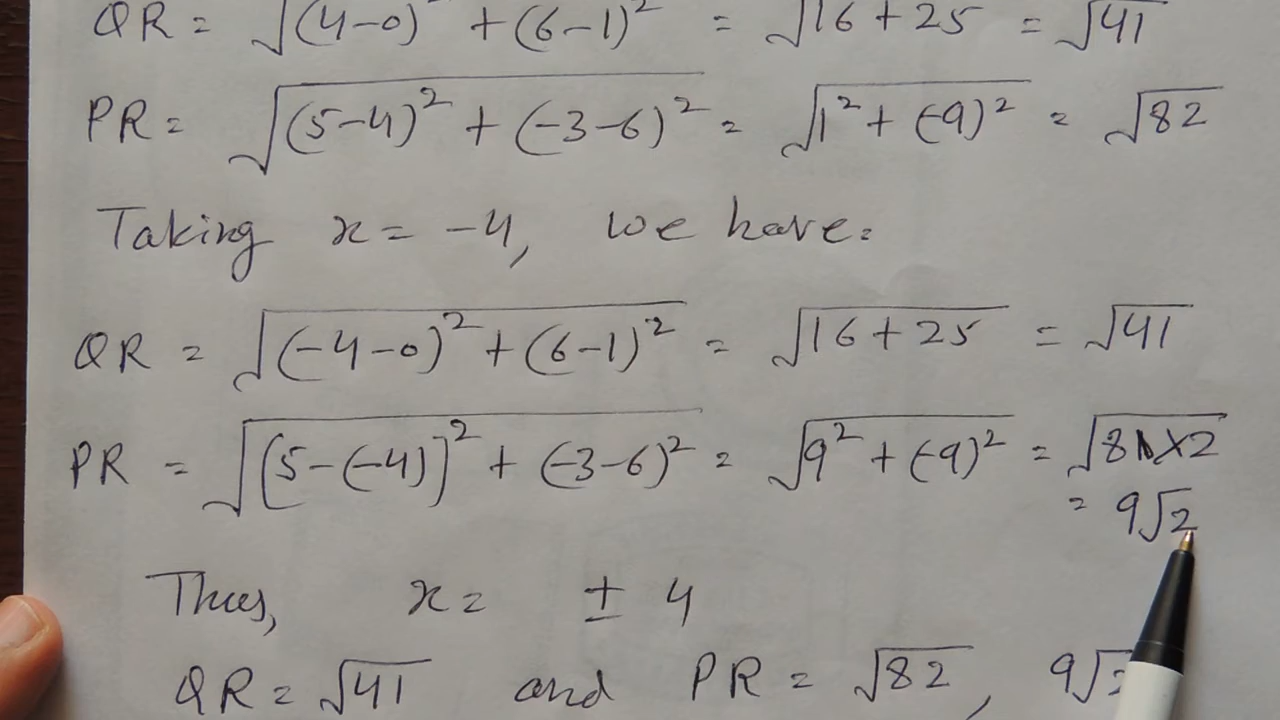 QR = √(4-0)² + (6-1)² = √16 + 25 = √41
PR = √(5-4)² + (-3-6)² = √1² + (-9)² = √82
Taking x = -4, we have:
QR = √(-4-0)² + (6-1)² = √16 + 25 = √41
PR = √[5-(-4)]² + (-3-6)² = √9² + (-9)² = √81×2
= 9√2
Thus, x = ± 4
QR = √41 and PR = √82, 9√2